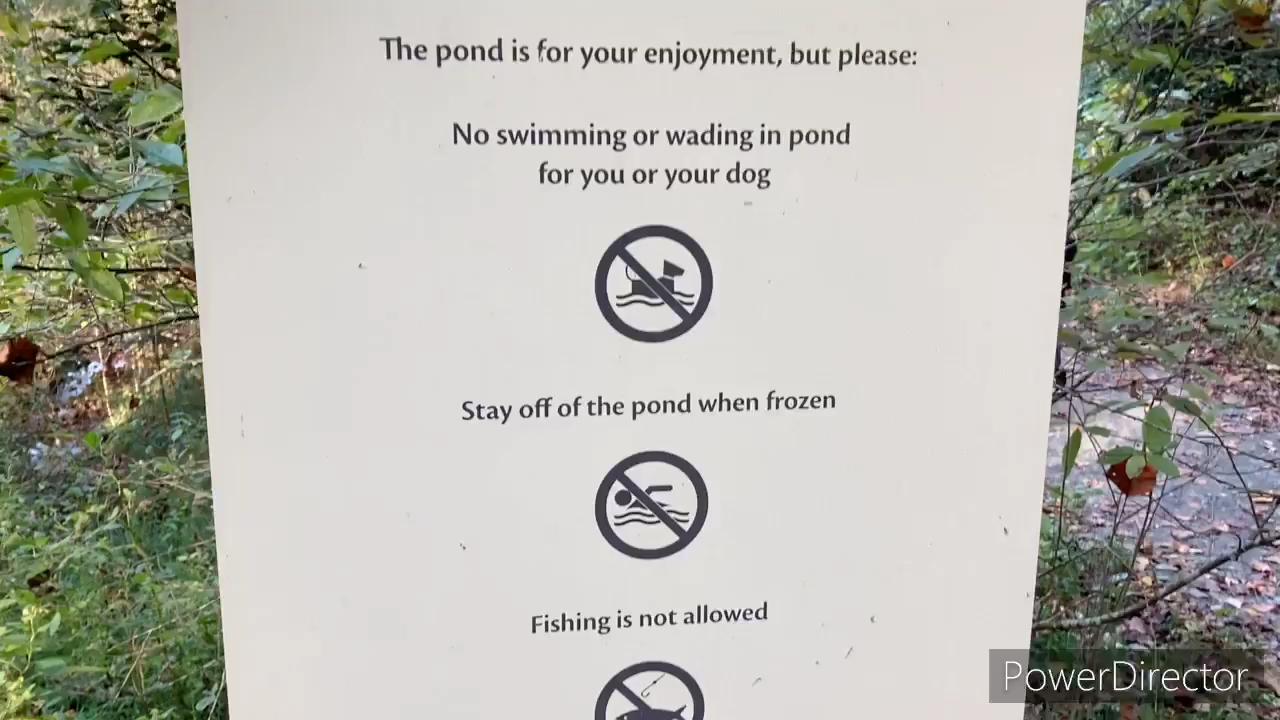 The pond is for your enjoyment, but please:
No swimming or wading in pond
for you or your dog
Stay off of the pond when frozen
Fishing is not allowed
PowerDirector